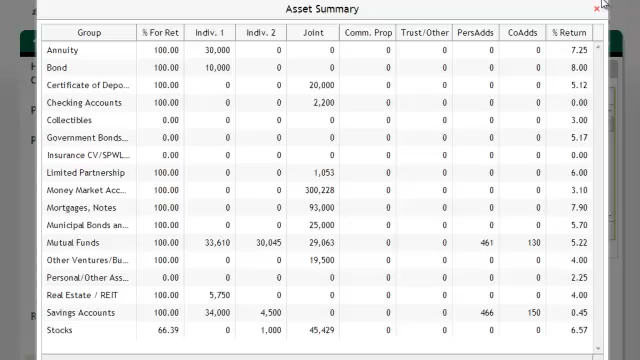 Asset Summary
Group % For Ret Indiv. 1 Indiv. 2 Joint Comm. Prop Trust/Other PersAdds CoAdds % Return
Annuity 100.00 30,000 0 0 0 0 0 0 7.25
Bond 100.00 10,000 0 0 0 0 0 0 8.00
Certificate of Depo... 100.00 0 0 20,000 0 0 0 0 5.12
Checking Accounts 100.00 0 0 2,200 0 0 0 0 0.00
Collectibles 0.00 0 0 0 0 0 0 0 3.00
Government Bonds... 0.00 0 0 0 0 0 0 0 5.17
Insurance CV/SPWL... 0.00 0 0 0 0 0 0 0 0.00
Limited Partnership 100.00 0 0 1,053 0 0 0 0 6.00
Money Market Acc... 100.00 0 0 300,228 0 0 0 0 3.10
Mortgages, Notes 100.00 0 0 93,000 0 0 0 0 7.90
Municipal Bonds an... 100.00 0 0 25,000 0 0 0 0 5.70
Mutual Funds 100.00 33,610 30,045 29,063 0 0 461 130 5.22
Other Ventures/Bu... 100.00 0 0 19,500 0 0 0 0 4.00
Personal/Other Ass... 0.00 0 0 0 0 0 0 0 2.25
Real Estate / REIT 100.00 5,750 0 0 0 0 0 0 4.00
Savings Accounts 100.00 34,000 4,500 0 0 0 466 150 0.45
Stocks 66.39 0 1,000 45,429 0 0 0 0 6.57